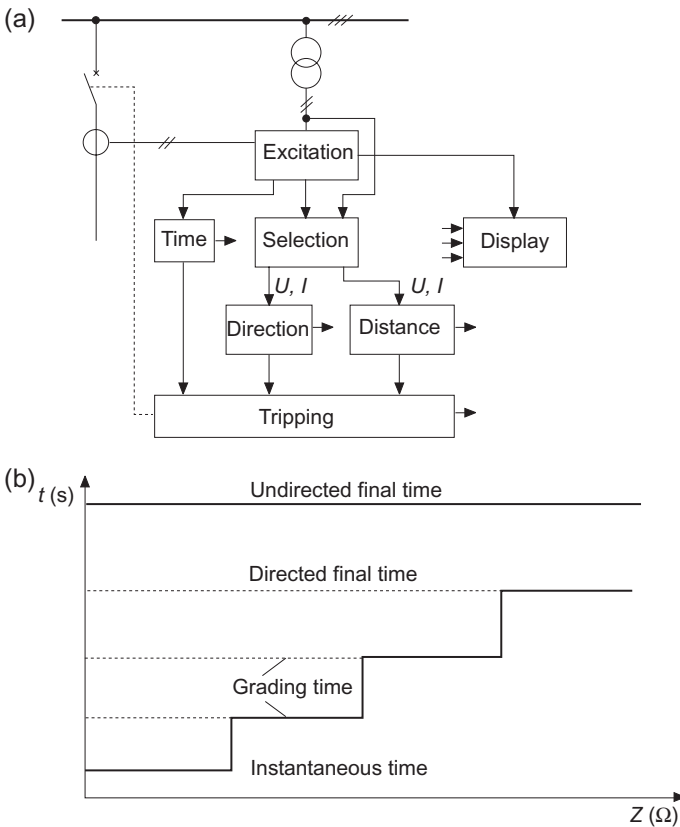 (a)
Excitation
Time
Selection
Display
U, I
U, I
Direction
Distance
Tripping
(b)
t (s)
Undirected final time
Directed final time
Grading time
Instantaneous time
Z (Ω)